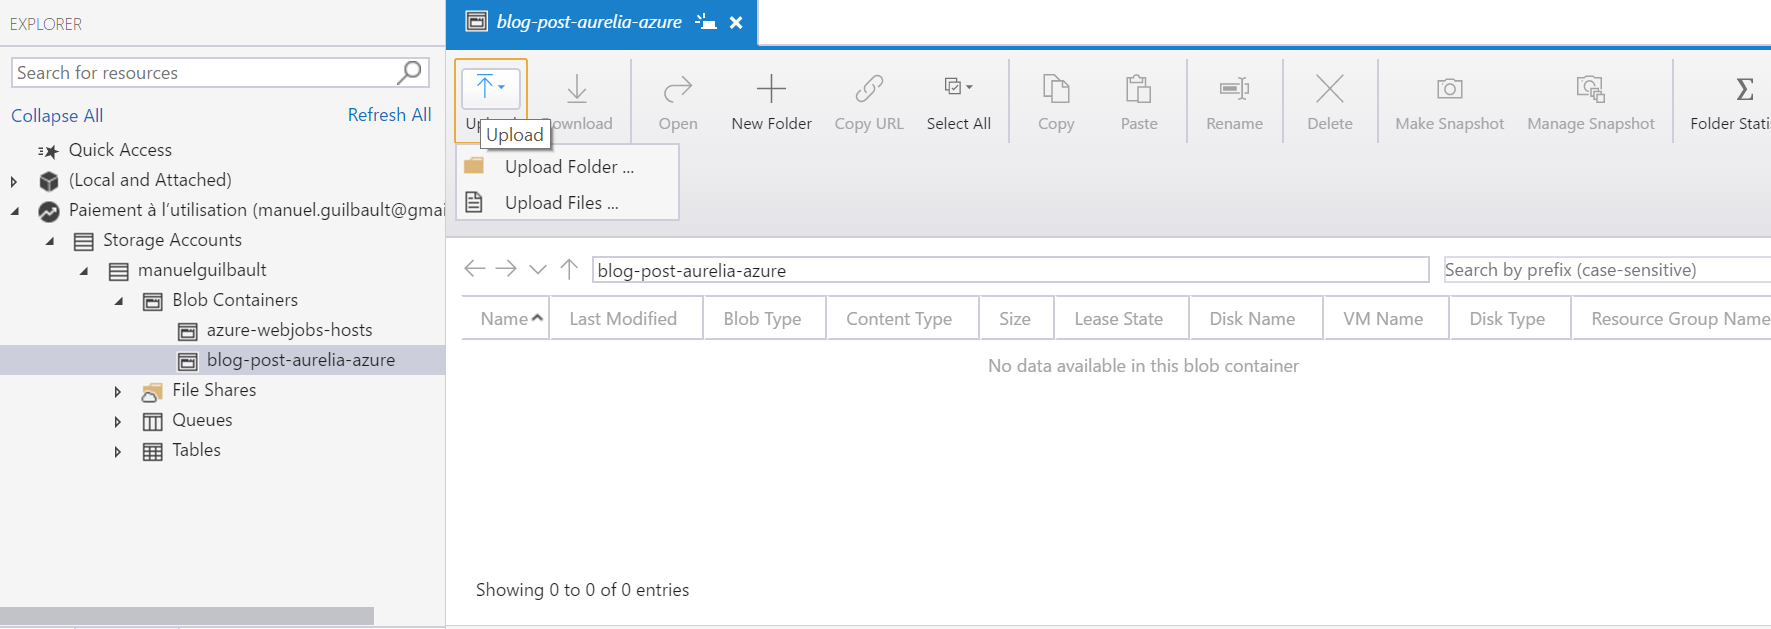 EXPLORER
Search for resources
Collapse All
Refresh All
Quick Access
(Local and Attached)
Paiement à l'utilisation (manuel.guilbault@gmai
Storage Accounts
manuelguilbault
Blob Containers
azure-webjobs-hosts
blog-post-aurelia-azure
File Shares
Queues
Tables
blog-post-aurelia-azure
Upload
Open
New Folder
Copy URL
Select All
Copy
Paste
Rename
Delete
Make Snapshot
Manage Snapshot
Folder
Upload Folder ...
Upload Files ...
blog-post-aurelia-azure
Search by prefix (case-sensitive)
Name Last Modified Blob Type Content Type Size Lease State Disk Name VM Name Disk Type Resource Group Name
No data available in this blob container
Showing 0 to 0 of 0 entries